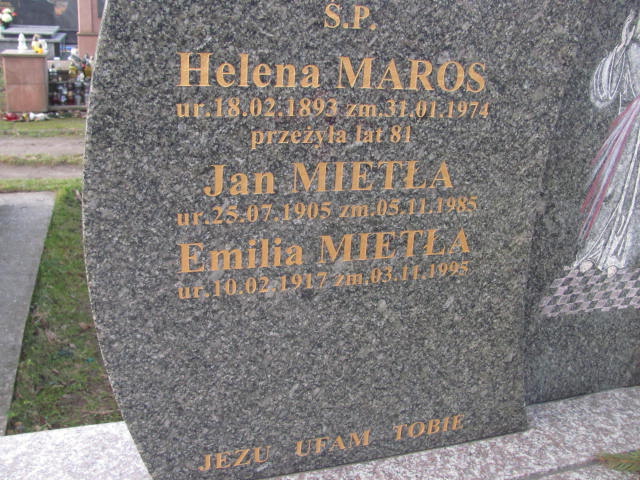 Ś.P.
Helena MAROS
ur.18.02.1893 zm.31.01.1974
przeżyła lat 81
Jan MIETŁA
ur.25.07.1905 zm.05.11.1985
Emilia MIETŁA
ur.10.02.1917 zm.03.11.1995
JEZU UFAM TOBIE